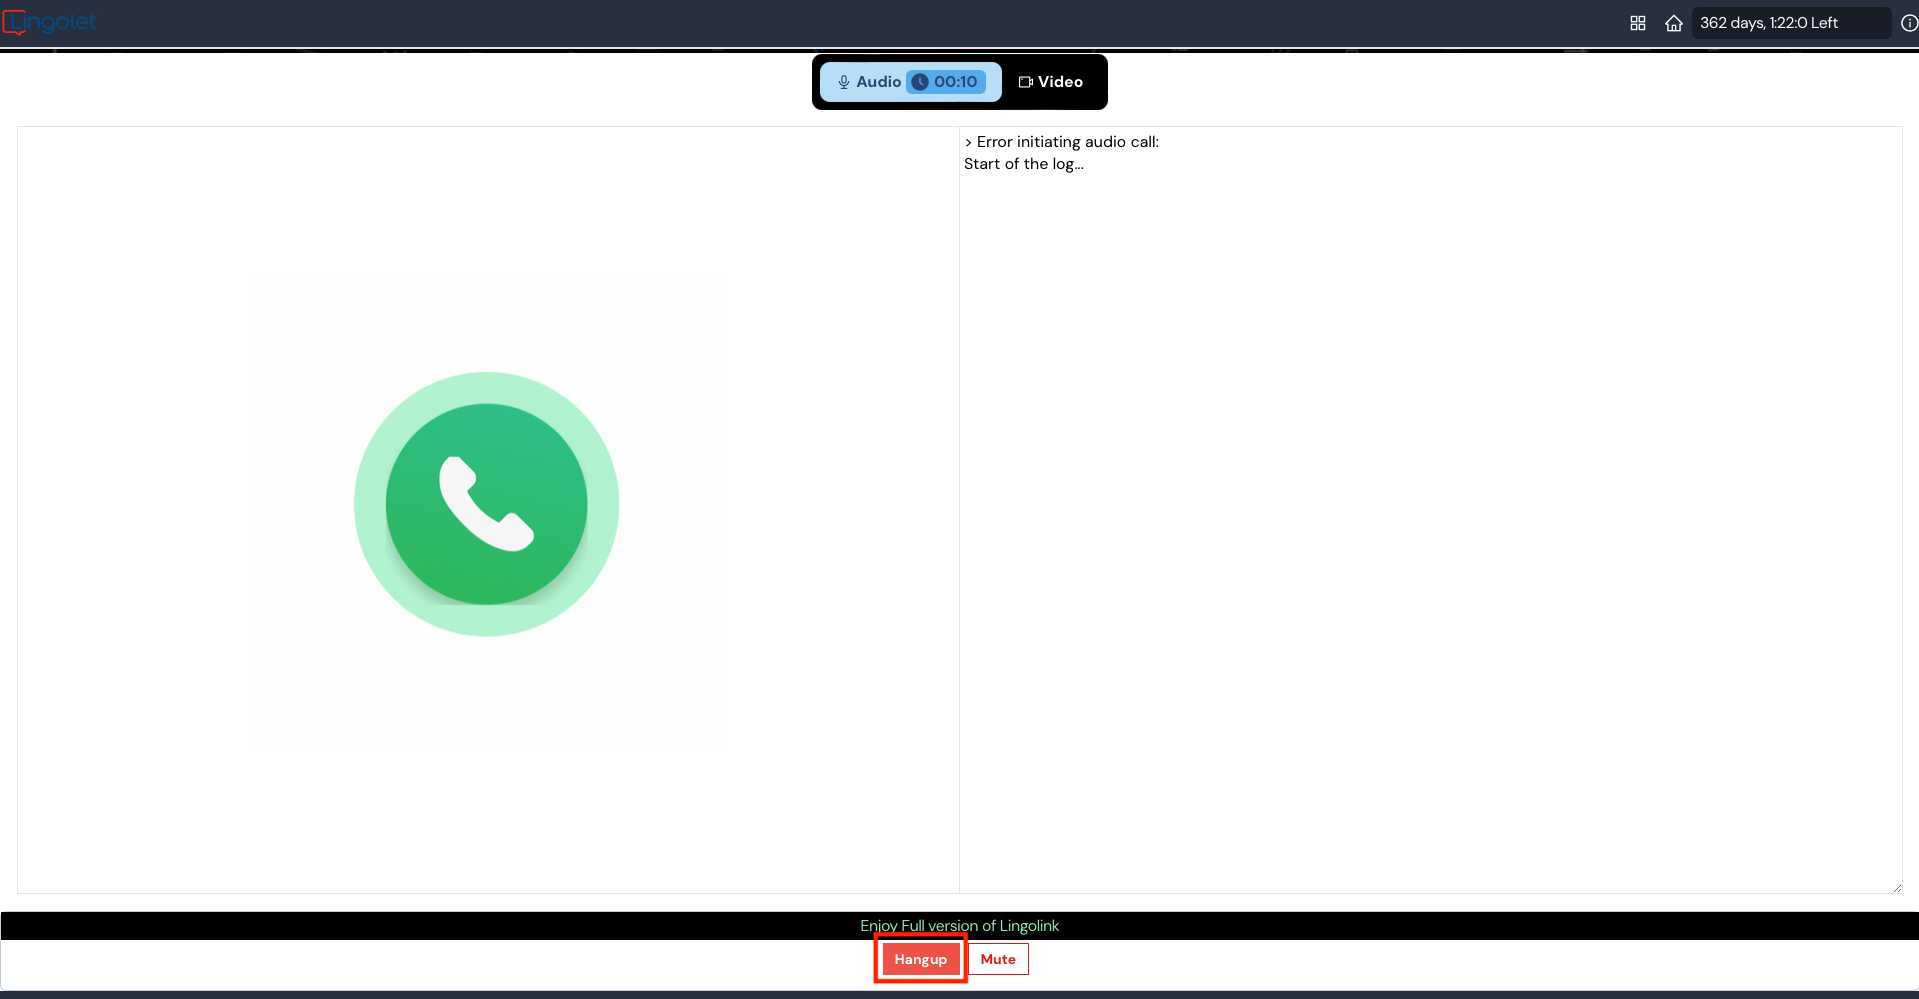 Lingolet
362 days, 1:22:0 Left
Audio 00:10 Video
> Error initiating audio call:
Start of the log...
Enjoy Full version of Lingolink
Hangup Mute